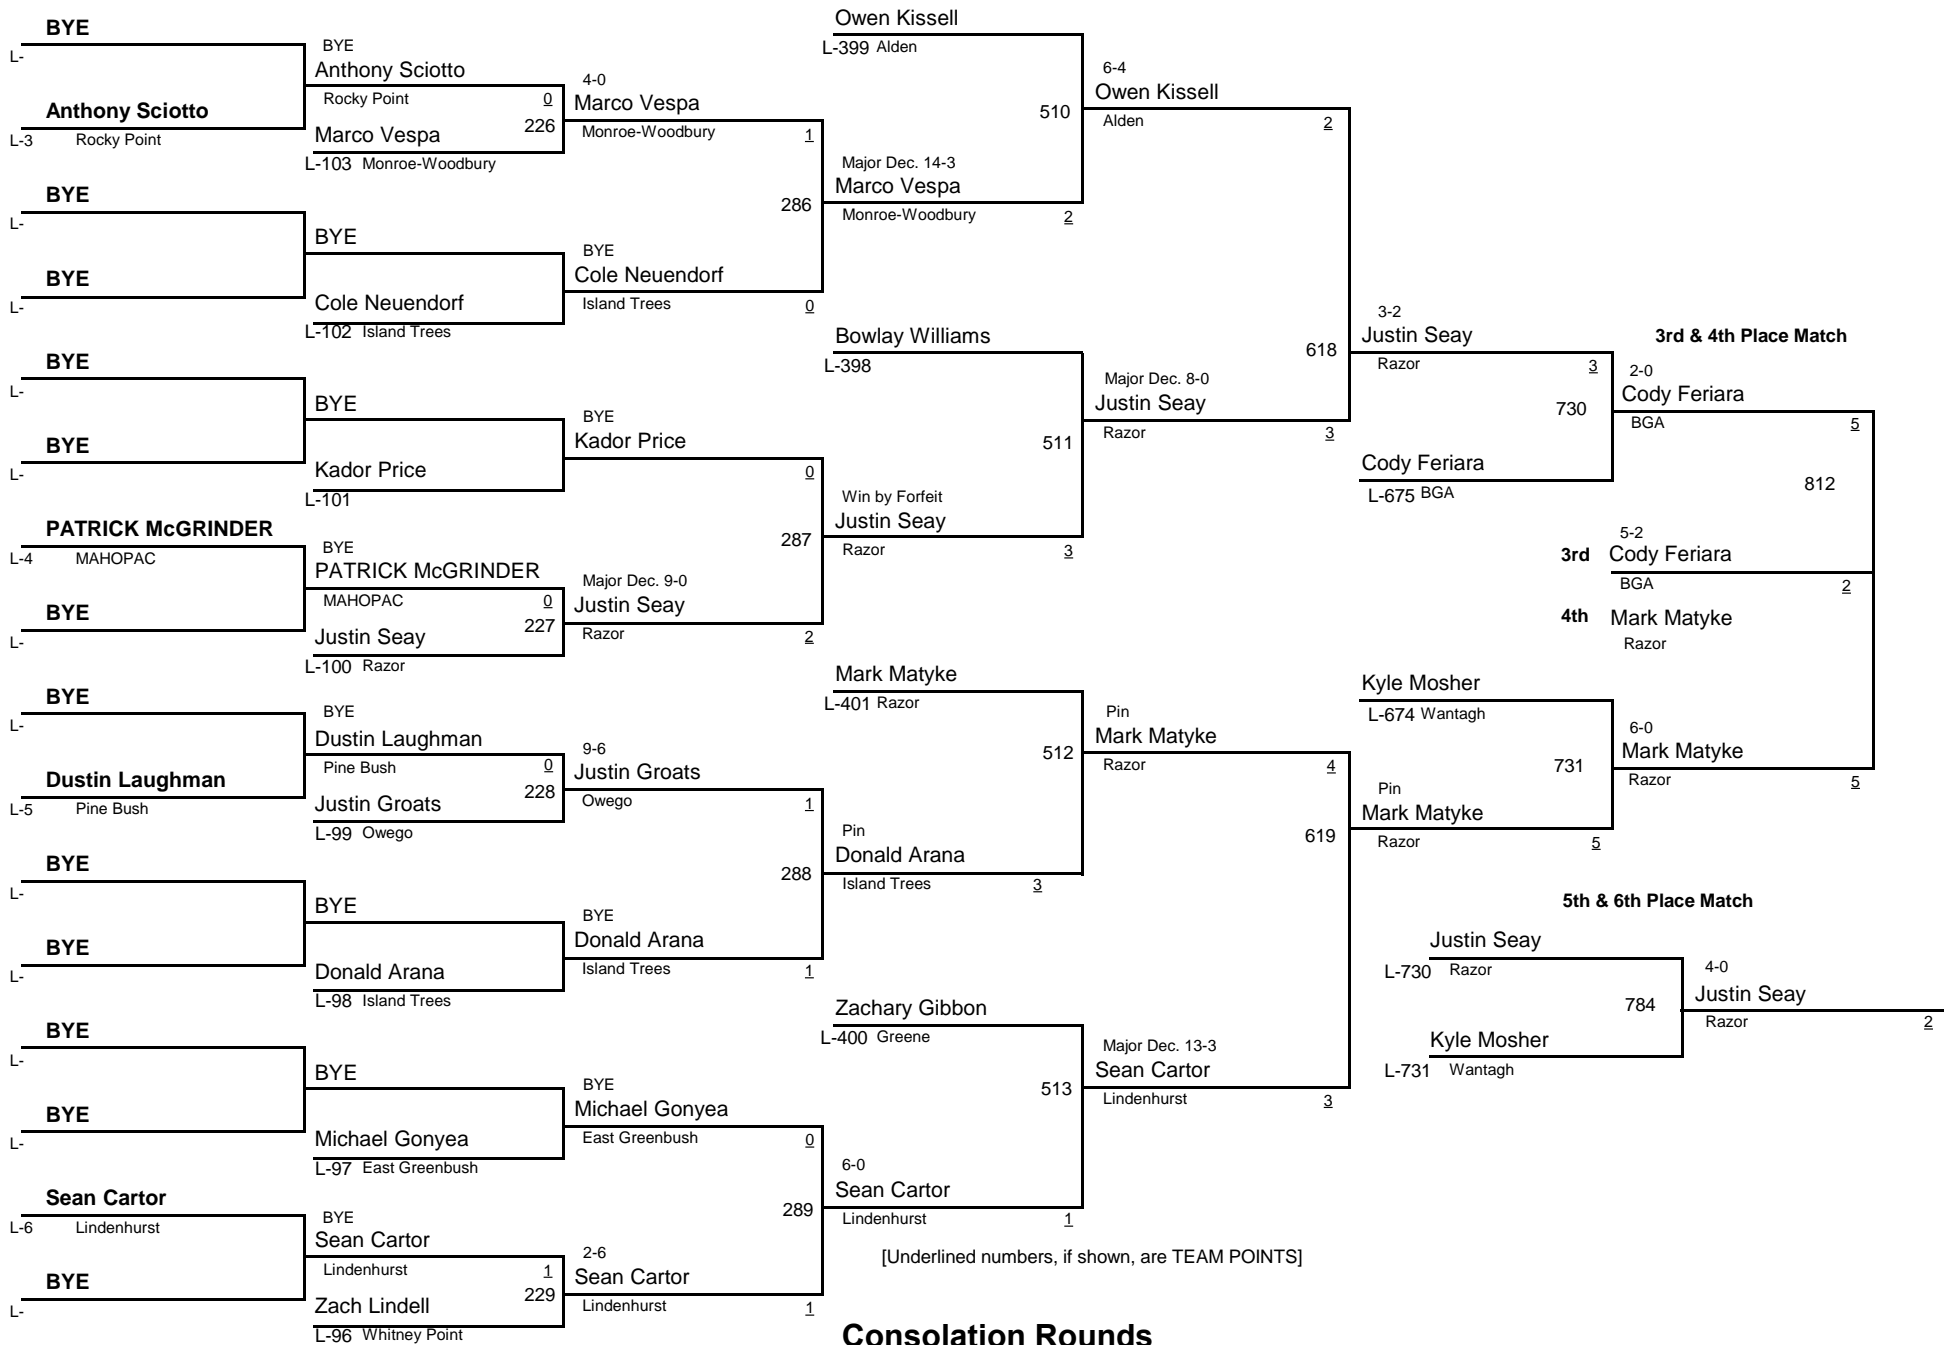 BYE
L-
Anthony Sciotto
L-3 Rocky Point
BYE
L-
BYE
L-
BYE
L-
BYE
L-
PATRICK McGRINDER
L-4 MAHOPAC
BYE
L-
BYE
L-
Dustin Laughman
L-5 Pine Bush
BYE
L-
BYE
L-
BYE
L-
BYE
L-
Sean Cartor
L-6 Lindenhurst
BYE
L-
BYE
Anthony Sciotto
Rocky Point 0
226
Marco Vespa
L-103 Monroe-Woodbury
BYE
Cole Neuendorf
L-102 Island Trees
BYE
Kador Price
L-101
BYE
PATRICK McGRINDER
MAHOPAC 0
227
Justin Seay
L-100 Razor
BYE
Dustin Laughman
Pine Bush 0
228
Justin Groats
L-99 Owego
BYE
Donald Arana
L-98 Island Trees
BYE
Michael Gonyea
L-97 East Greenbush
BYE
Sean Cartor
Lindenhurst 1
229
Zach Lindell
L-96 Whitney Point
4-0
Marco Vespa
Monroe-Woodbury 1
286
BYE
Cole Neuendorf
Island Trees 0
BYE
Kador Price
0
287
Major Dec. 9-0
Justin Seay
Razor 2
9-6
Justin Groats
Owego 1
288
BYE
Donald Arana
Island Trees 1
BYE
Michael Gonyea
East Greenbush 0
289
2-6
Sean Cartor
Lindenhurst 1
Owen Kissell
L-399 Alden
510
Major Dec. 14-3
Marco Vespa
Monroe-Woodbury 2
Bowlay Williams
L-398
511
Win by Forfeit
Justin Seay
Razor 3
Mark Matyke
L-401 Razor
512
Pin
Donald Arana
Island Trees 3
Zachary Gibbon
L-400 Greene
513
6-0
Sean Cartor
Lindenhurst 1
6-4
Owen Kissell
Alden 2
618
Major Dec. 8-0
Justin Seay
Razor 3
Pin
Mark Matyke
Razor 4
619
Major Dec. 13-3
Sean Cartor
Lindenhurst 3
3-2
Justin Seay
Razor 3
730
Cody Feriara
L-675 BGA
Kyle Mosher
L-674 Wantagh
731
Pin
Mark Matyke
Razor 5
3rd & 4th Place Match
2-0
Cody Feriara
BGA 5
812
5-2
3rd Cody Feriara
BGA 2
4th Mark Matyke
Razor
6-0
Mark Matyke
Razor 5
5th & 6th Place Match
Justin Seay
L-730 Razor
784
Kyle Mosher
L-731 Wantagh
4-0
Justin Seay
Razor 2
[Underlined numbers, if shown, are TEAM POINTS]
Consolation Rounds